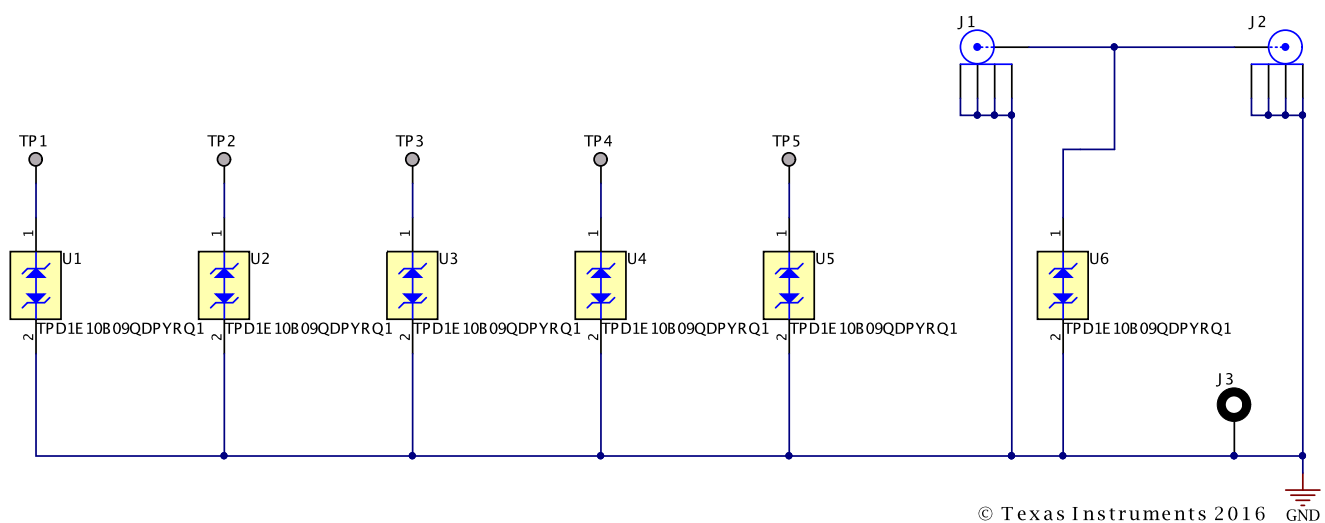 J1
J2
TP1
TP2
TP3
TP4
TP5
1
1
1
1
1
1
U1
U2
U3
U4
U5
U6
TPD1E10B09QDPYRQ1
TPD1E10B09QDPYRQ1
TPD1E10B09QDPYRQ1
TPD1E10B09QDPYRQ1
TPD1E10B09QDPYRQ1
TPD1E10B09QDPYRQ1
2
2
2
2
2
2
J3
© Texas Instruments 2016
GND